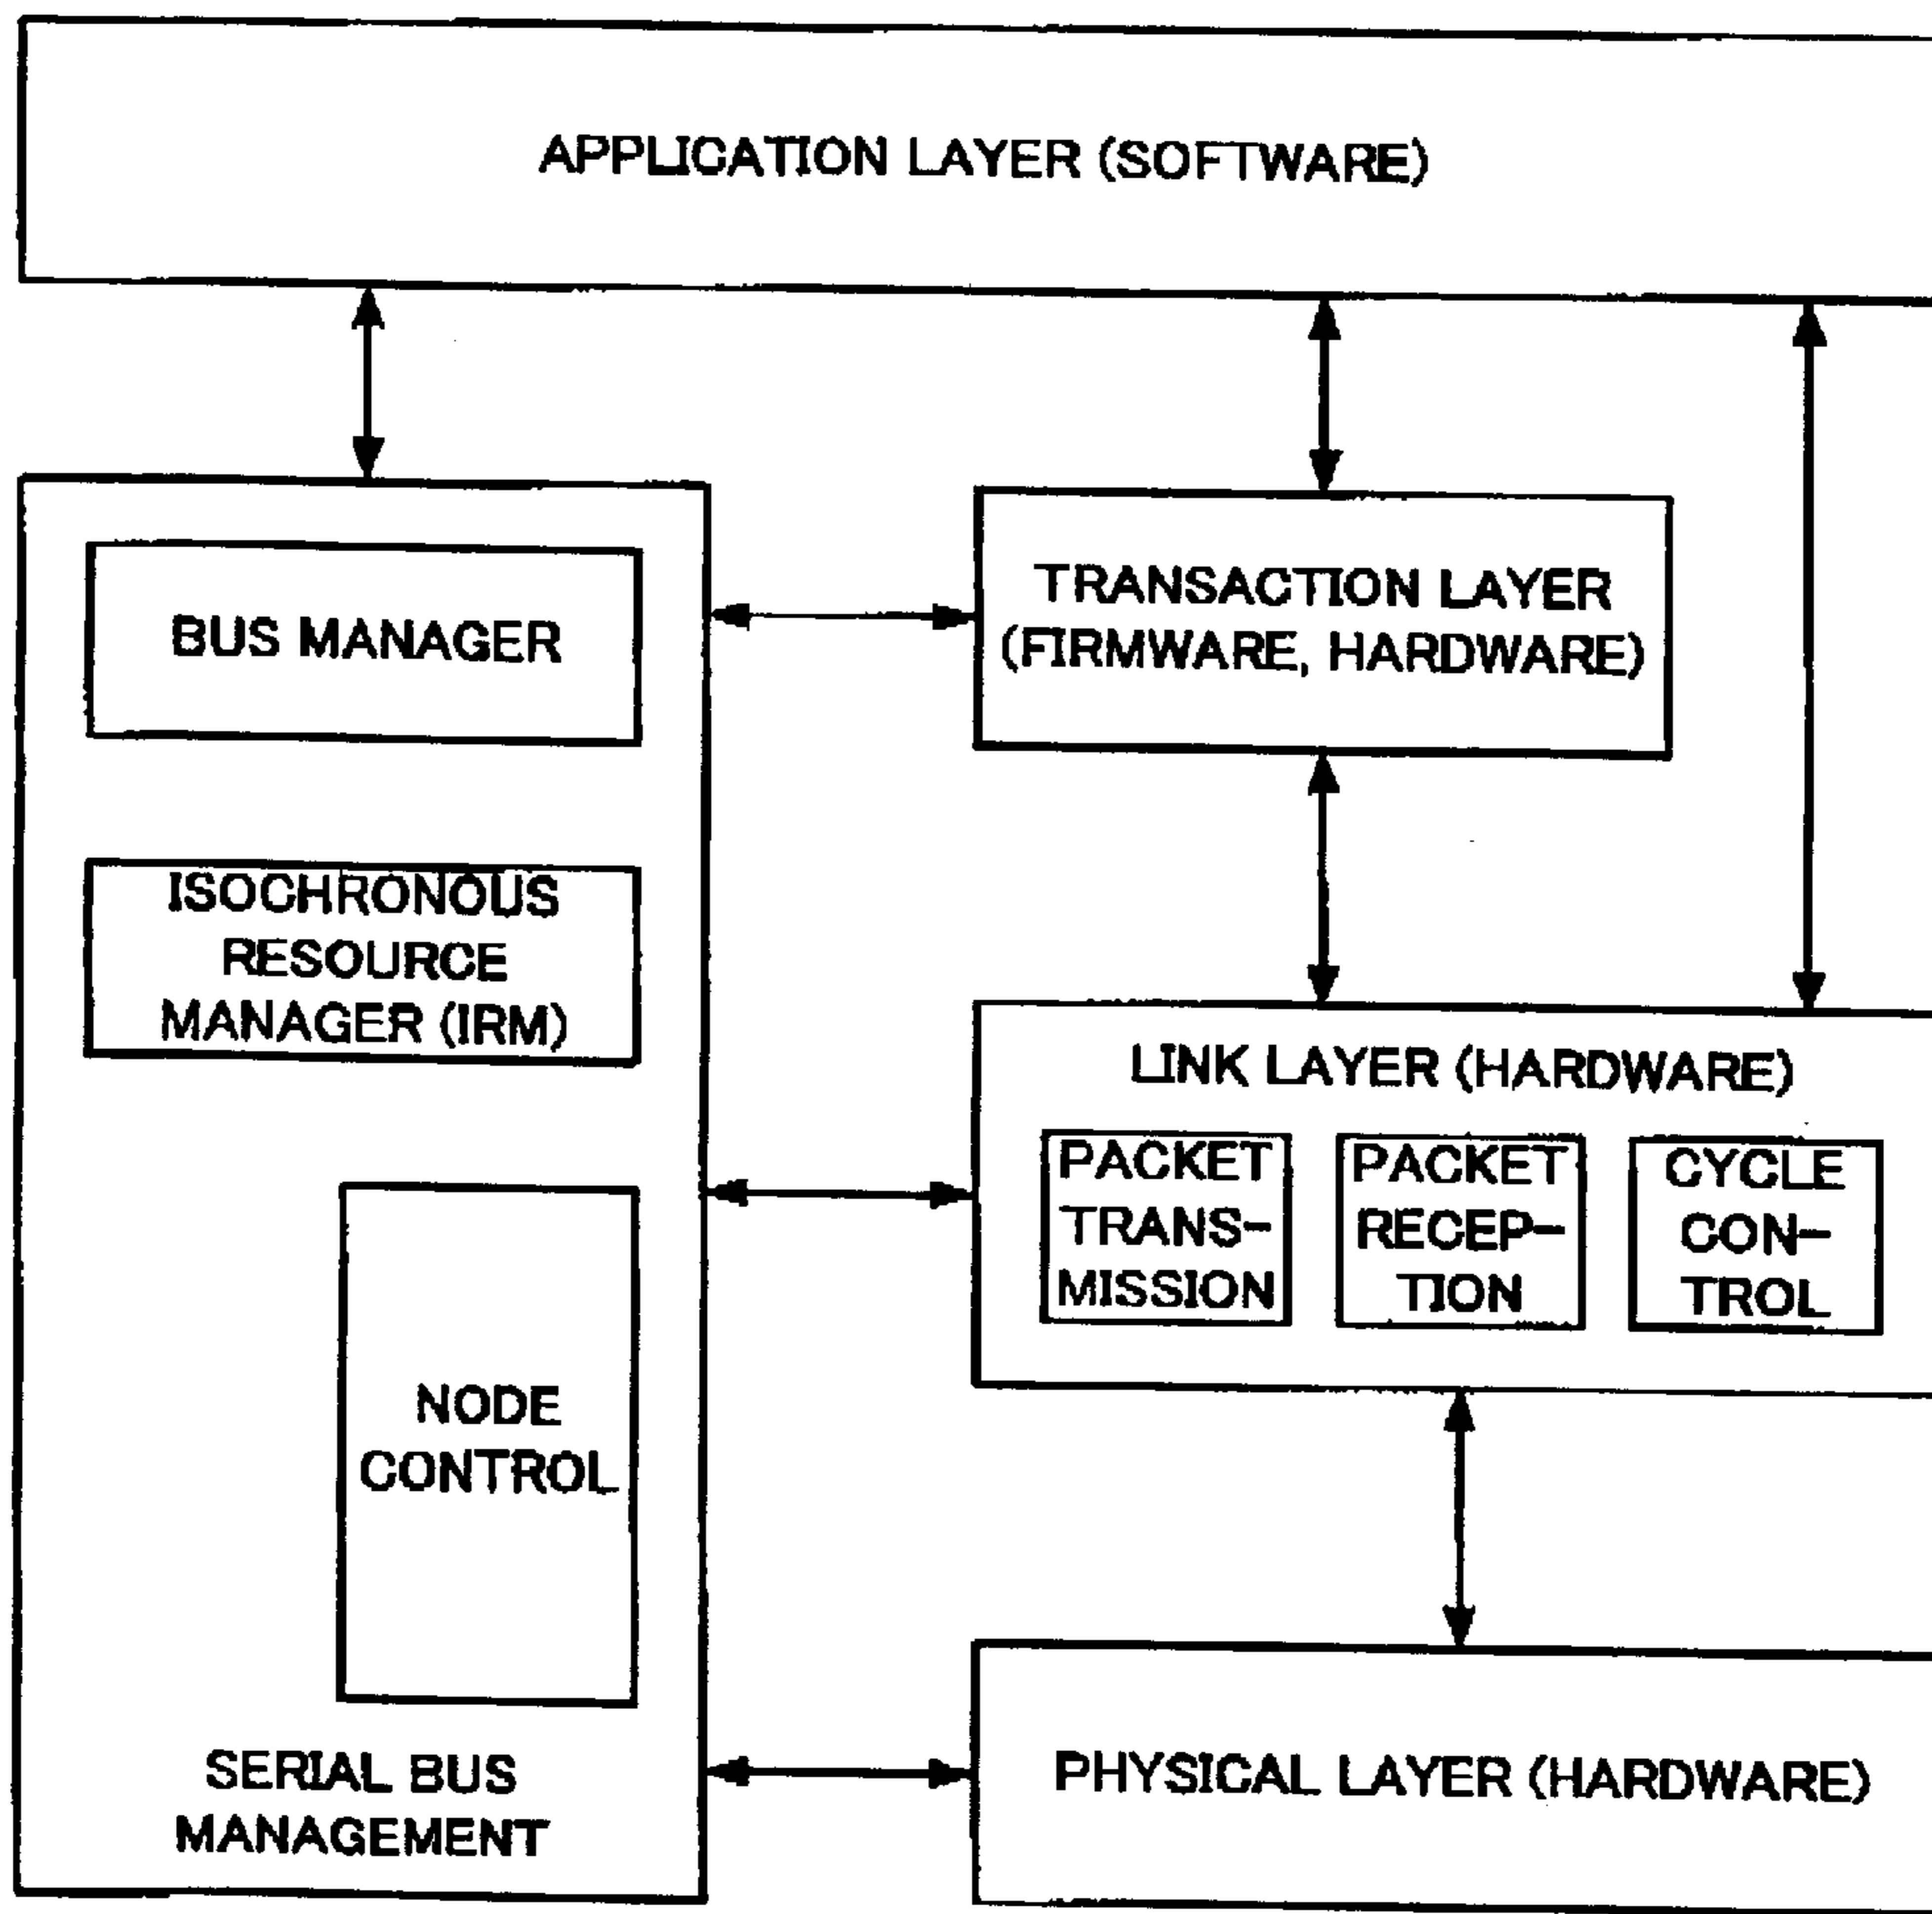 APPLICATION LAYER (SOFTWARE)
BUS MANAGER
TRANSACTION LAYER
(FIRMWARE, HARDWARE)
ISOCHRONOUS
RESOURCE
MANAGER (IRM)
LINK LAYER (HARDWARE)
PACKET
TRANS-
MISSION
PACKET
RECEP-
TION
CYCLE
CON-
TROL
NODE
CONTROL
SERIAL BUS
MANAGEMENT
PHYSICAL LAYER (HARDWARE)